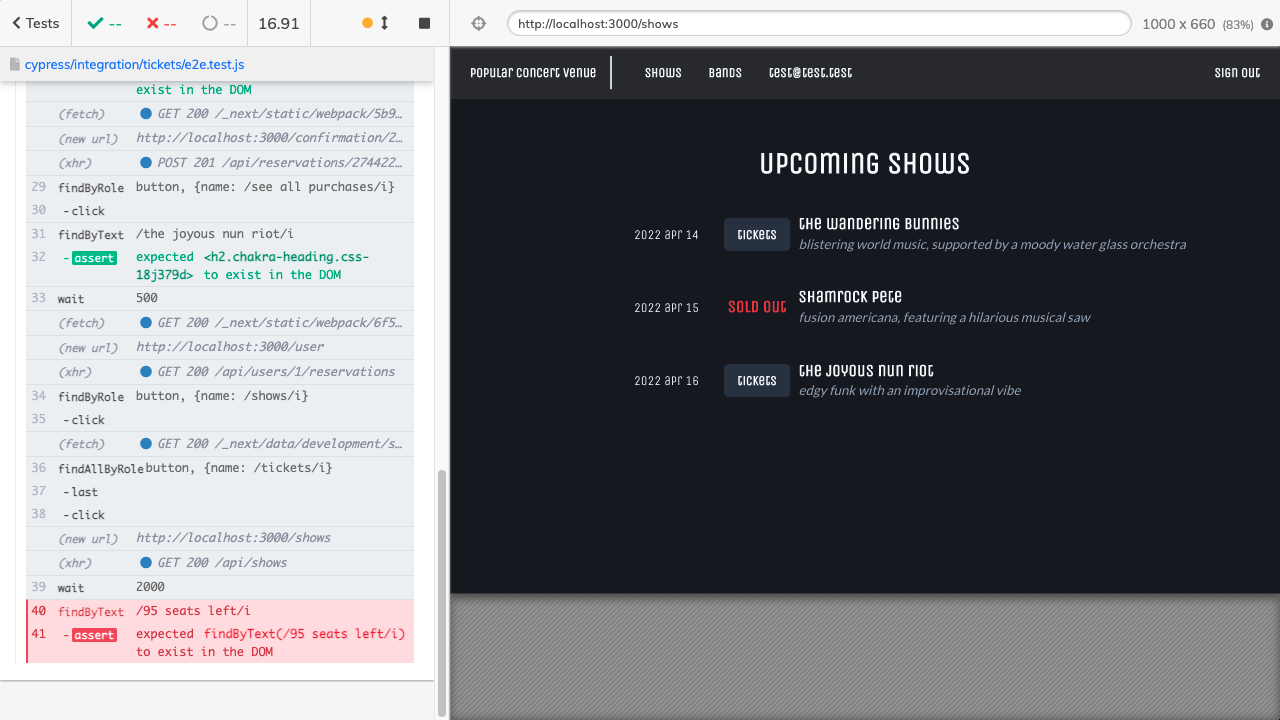 Tests
--
--
--
16.91
http://localhost:3000/shows
1000 x 660 (83%)
cypress/integration/tickets/e2e.test.js
exist in the DOM
(fetch) GET 200 /_next/static/webpack/5b9…
(new url) http://localhost:3000/confirmation/2…
(xhr) POST 201 /api/reservations/274422…
29 findByRole button, {name: /see all purchases/i}
30 -click
31 findByText /the joyous nun riot/i
32 -assert expected <h2.chakra-heading.css-
18j379d> to exist in the DOM
33 wait 500
(fetch) GET 200 /_next/static/webpack/6f5…
(new url) http://localhost:3000/user
(xhr) GET 200 /api/users/1/reservations
34 findByRole button, {name: /shows/i}
35 -click
(fetch) GET 200 /_next/data/development/s…
36 findAllByRole button, {name: /tickets/i}
37 -last
38 -click
(new url) http://localhost:3000/shows
(xhr) GET 200 /api/shows
39 wait 2000
40 findByText /95 seats left/i
41 -assert expected findByText(/95 seats left/i)
to exist in the DOM
Popular Concert Venue
Shows
Bands
test@test.test
Sign out
Upcoming Shows
2022 Apr 14 tickets The Wandering Bunnies
blistering world music, supported by a moody water glass orchestra
2022 Apr 15 SOLD OUT Shamrock Pete
fusion americana, featuring a hilarious musical saw
2022 Apr 16 tickets The Joyous Nun Riot
edgy funk with an improvisational vibe